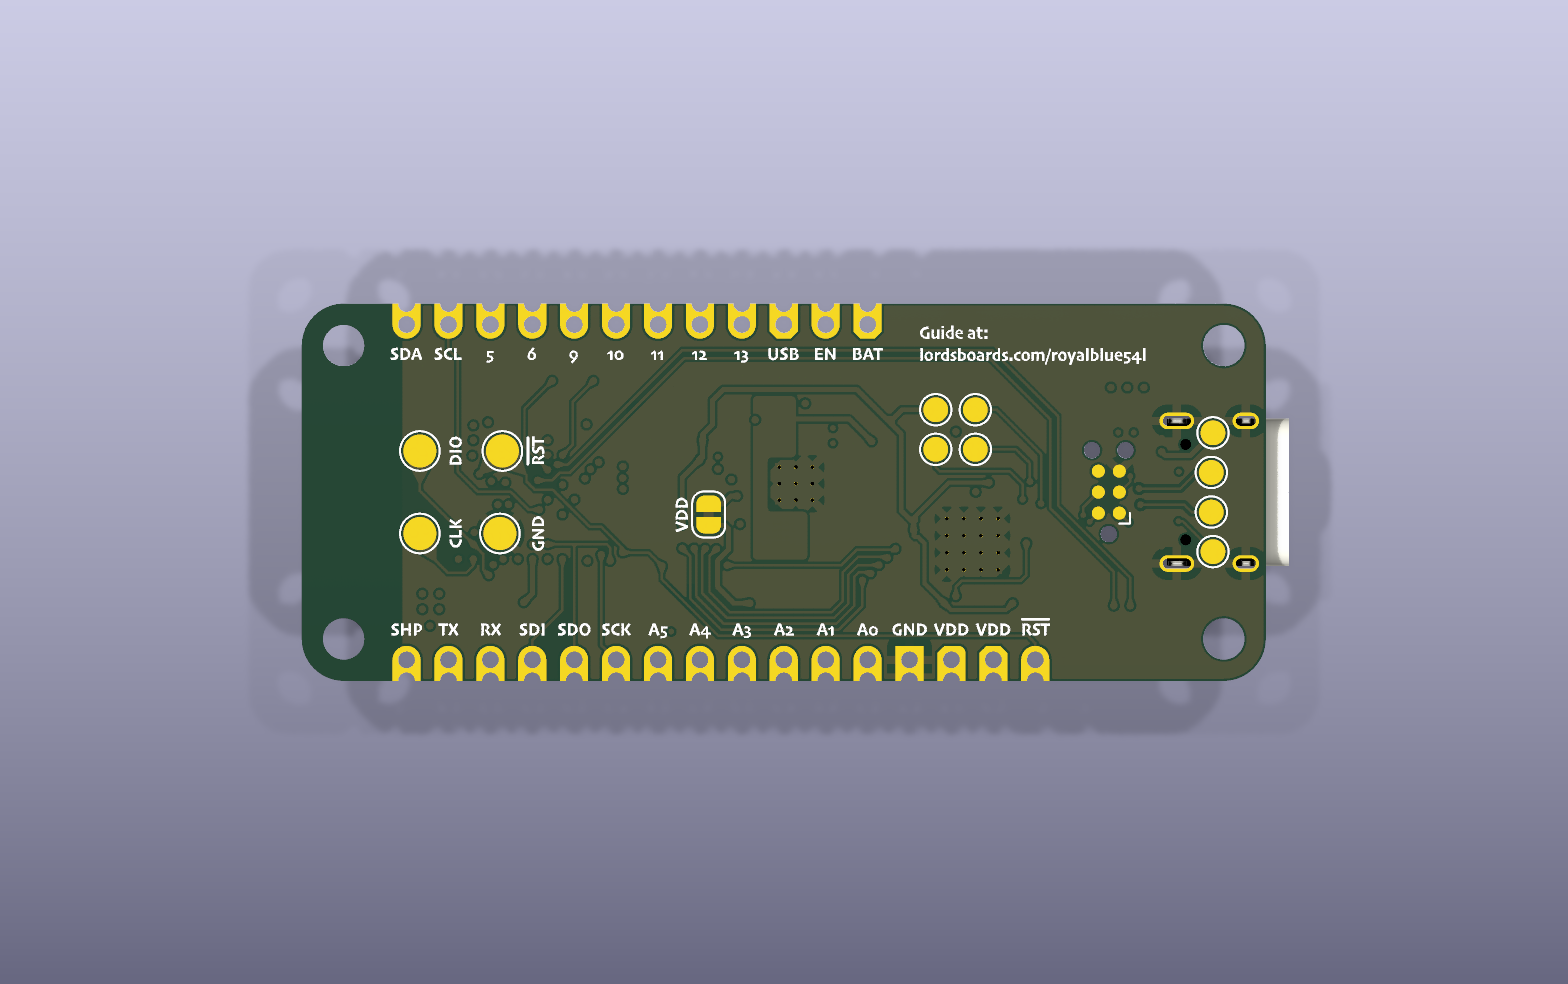 SDA SCL 5 6 9 10 11 12 13 USB EN BAT
Guide at:
lordsboards.com/royalblue54l
DIO
RST
VDD
CLK
GND
SHP TX RX SDI SDO SCK A5 A4 A3 A2 A1 A0 GND VDD VDD RST